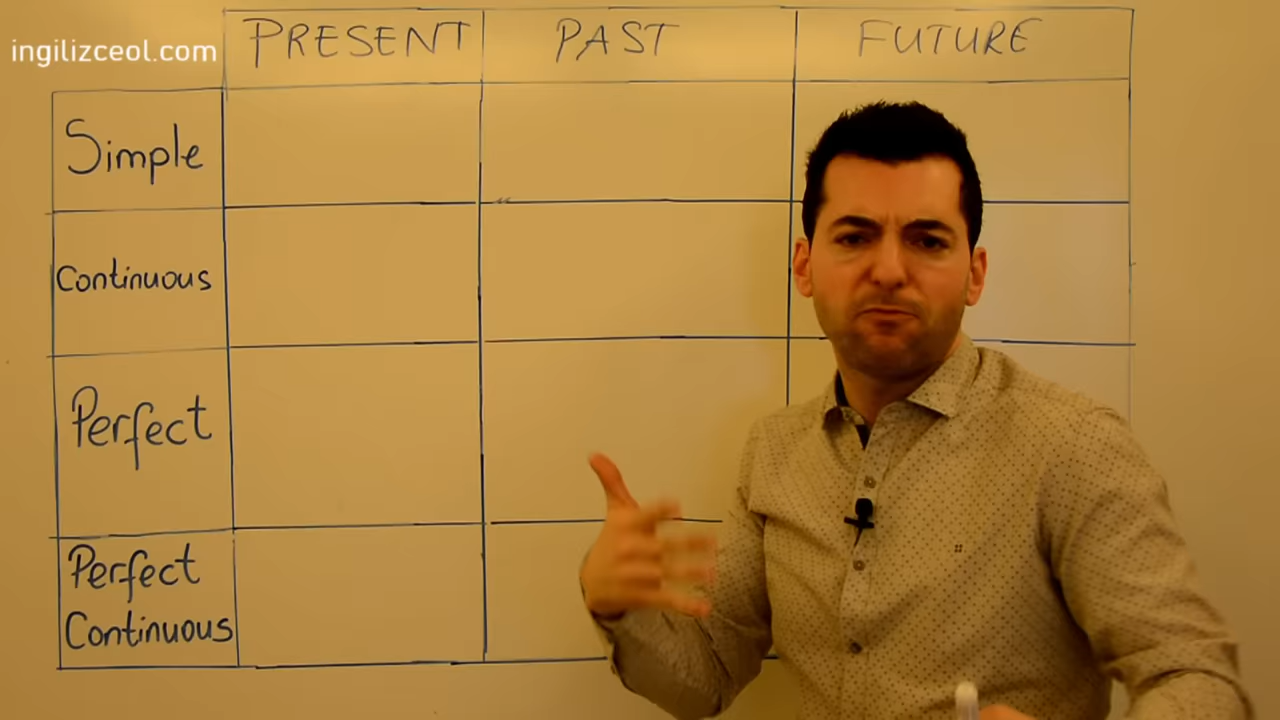 ingilizceol.com
PRESENT PAST FUTURE
Simple
Continuous
Perfect
Perfect
Continuous